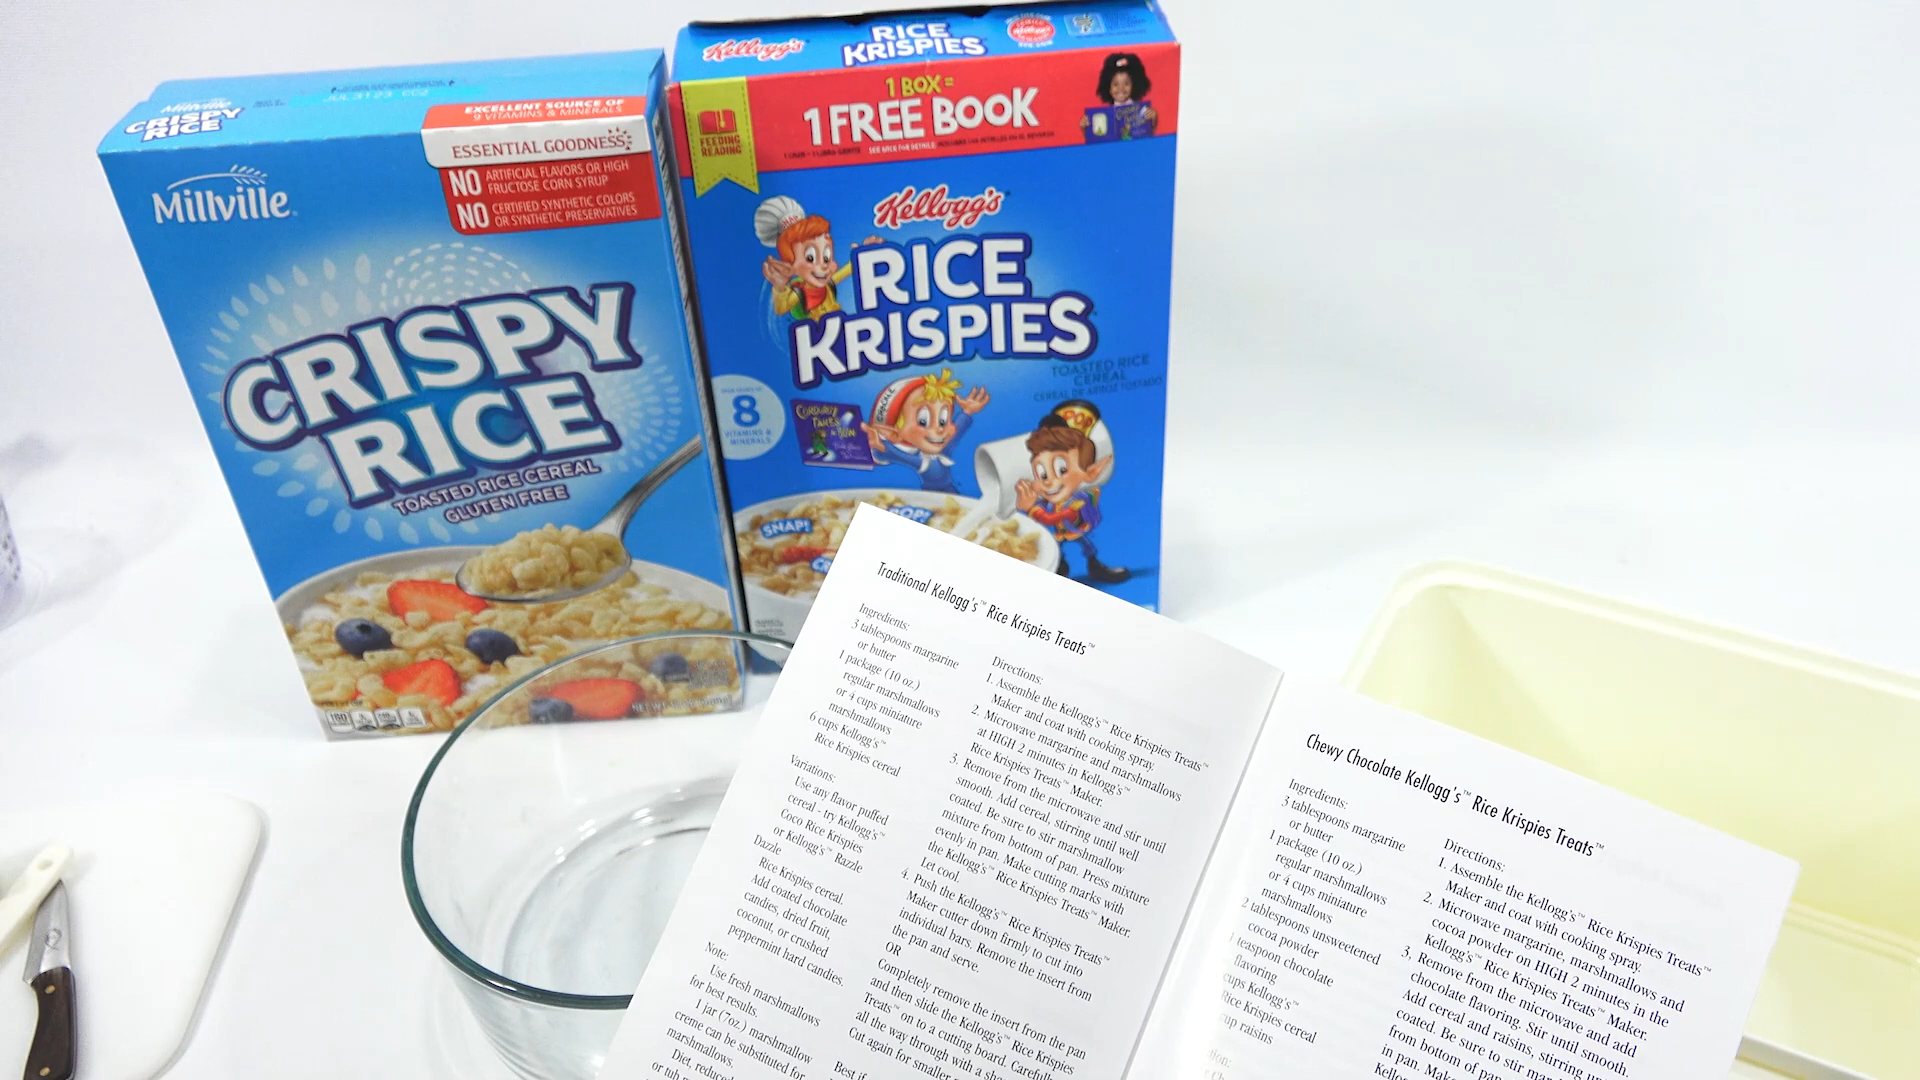 Millville
CRISPY
RICE
JUL 31 23 CC2
EXCELLENT SOURCE OF
9 VITAMINS & MINERALS
ESSENTIAL GOODNESS
NO ARTIFICIAL FLAVORS OR HIGH
FRUCTOSE CORN SYRUP
NO CERTIFIED SYNTHETIC COLORS
OR SYNTHETIC PRESERVATIVES
Millville
CRISPY
RICE
TOASTED RICE CEREAL
GLUTEN FREE
Kellogg's
RICE
KRISPIES
1 BOX =
1 FREE BOOK
FEEDING
READING
Kellogg's
RICE
KRISPIES
TOASTED RICE
CEREAL
CEREAL DE ARROZ TOSTADO
8
VITAMINS &
MINERALS
POP
SNAP!
POP!
Traditional Kellogg's™ Rice Krispies Treats™
Ingredients:
3 tablespoons margarine
or butter
1 package (10 oz.)
regular marshmallows
or 4 cups miniature
marshmallows
6 cups Kellogg's™
Rice Krispies cereal
Variations:
Use any flavor puffed
cereal - try Kellogg's™
Coco Rice Krispies
or Kellogg's™ Razzle
Dazzle
Rice Krispies cereal.
Add coated chocolate
candies, dried fruit,
coconut, or crushed
peppermint hard candies.
Note:
Use fresh marshmallows
for best results.
1 jar (7oz.) marshmallow
creme can be substituted for
marshmallows.
Diet, reduced
or tub
Directions:
1. Assemble the Kellogg's™ Rice Krispies Treats™
Maker and coat with cooking spray.
2. Microwave margarine and marshmallows
at HIGH 2 minutes in Kellogg's™
Rice Krispies Treats™ Maker.
3. Remove from the microwave and stir until
smooth. Add cereal, stirring until well
coated. Be sure to stir marshmallow
mixture from bottom of pan. Press mixture
evenly in pan. Make cutting marks with
the Kellogg's™ Rice Krispies Treats™ Maker.
Let cool.
4. Push the Kellogg's™ Rice Krispies Treats™
Maker cutter down firmly to cut into
individual bars. Remove the insert from
the pan and serve.
OR
Completely remove the insert from the pan
and then slide the Kellogg's™ Rice Krispies
Treats™ on to a cutting board. Carefully
all the way through with a
Cut again for smaller
Best if
Chewy Chocolate Kellogg's™ Rice Krispies Treats™
Ingredients:
3 tablespoons margarine
or butter
1 package (10 oz.)
regular marshmallows
or 4 cups miniature
marshmallows
2 tablespoons unsweetened
cocoa powder
teaspoon chocolate
flavoring
cups Kellogg's™
Rice Krispies cereal
cup raisins
Directions:
1. Assemble the Kellogg's™ Rice Krispies Treats™
Maker and coat with cooking spray.
2. Microwave margarine, marshmallows and
cocoa powder on HIGH 2 minutes in the
Kellogg's™ Rice Krispies Treats™ Maker.
3, Remove from the microwave and add
chocolate flavoring. Stir until smooth.
Add cereal and raisins, stirring
coated. Be sure to stir
from bottom of pan.
in pan.